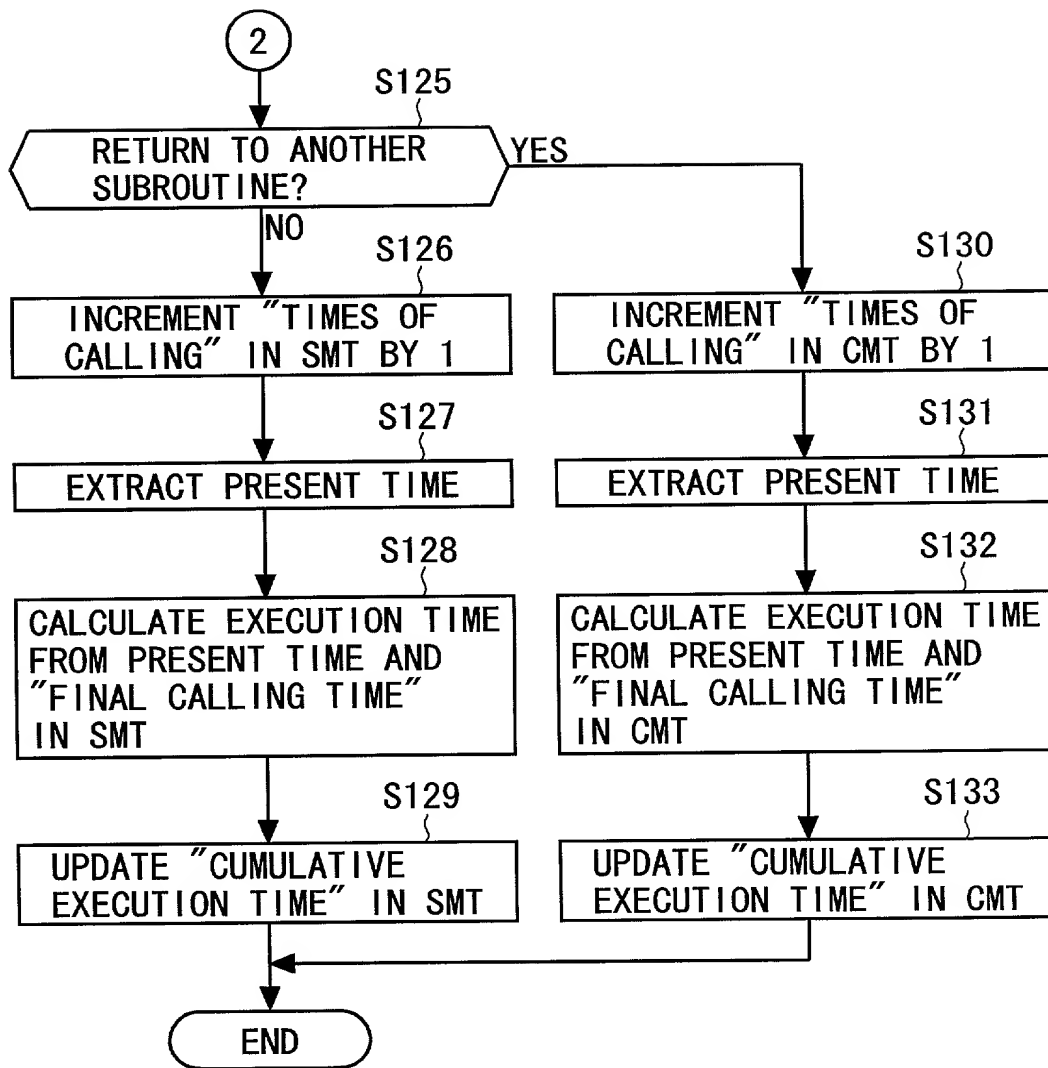 2
S125
RETURN TO ANOTHER
SUBROUTINE?
YES
NO
S126
INCREMENT "TIMES OF
CALLING" IN SMT BY 1
S127
EXTRACT PRESENT TIME
S128
CALCULATE EXECUTION TIME
FROM PRESENT TIME AND
"FINAL CALLING TIME"
IN SMT
S129
UPDATE "CUMULATIVE
EXECUTION TIME" IN SMT
S130
INCREMENT "TIMES OF
CALLING" IN CMT BY 1
S131
EXTRACT PRESENT TIME
S132
CALCULATE EXECUTION TIME
FROM PRESENT TIME AND
"FINAL CALLING TIME"
IN CMT
S133
UPDATE "CUMULATIVE
EXECUTION TIME" IN CMT
END